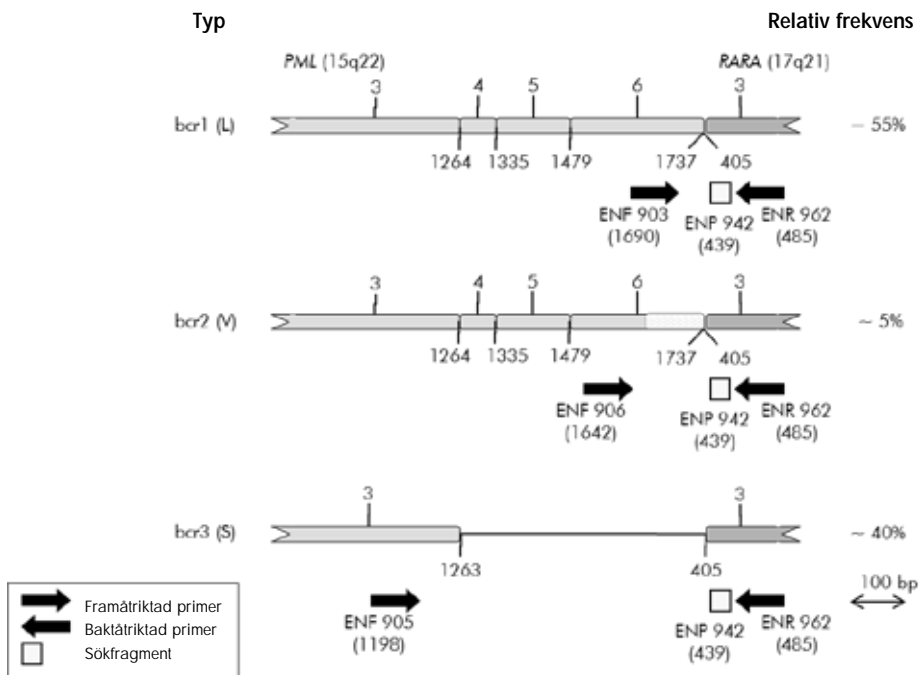 Typ Relativ frekvens
PML (15q22) RARA (17q21)
3 4 5 6 3
bcr1 (L) ~ 55%
1264 1335 1479 1737 405
ENF 903 ENP 942 ENR 962
(1690) (439) (485)
3 4 5 6 3
bcr2 (V) ~ 5%
1264 1335 1479 1737 405
ENF 906 ENP 942 ENR 962
(1642) (439) (485)
3 3
bcr3 (S) ~ 40%
1263 405
100 bp
ENF 905 ENP 942 ENR 962
(1198) (439) (485)
Framåtriktad primer
Baktåtriktad primer
Sökfragment